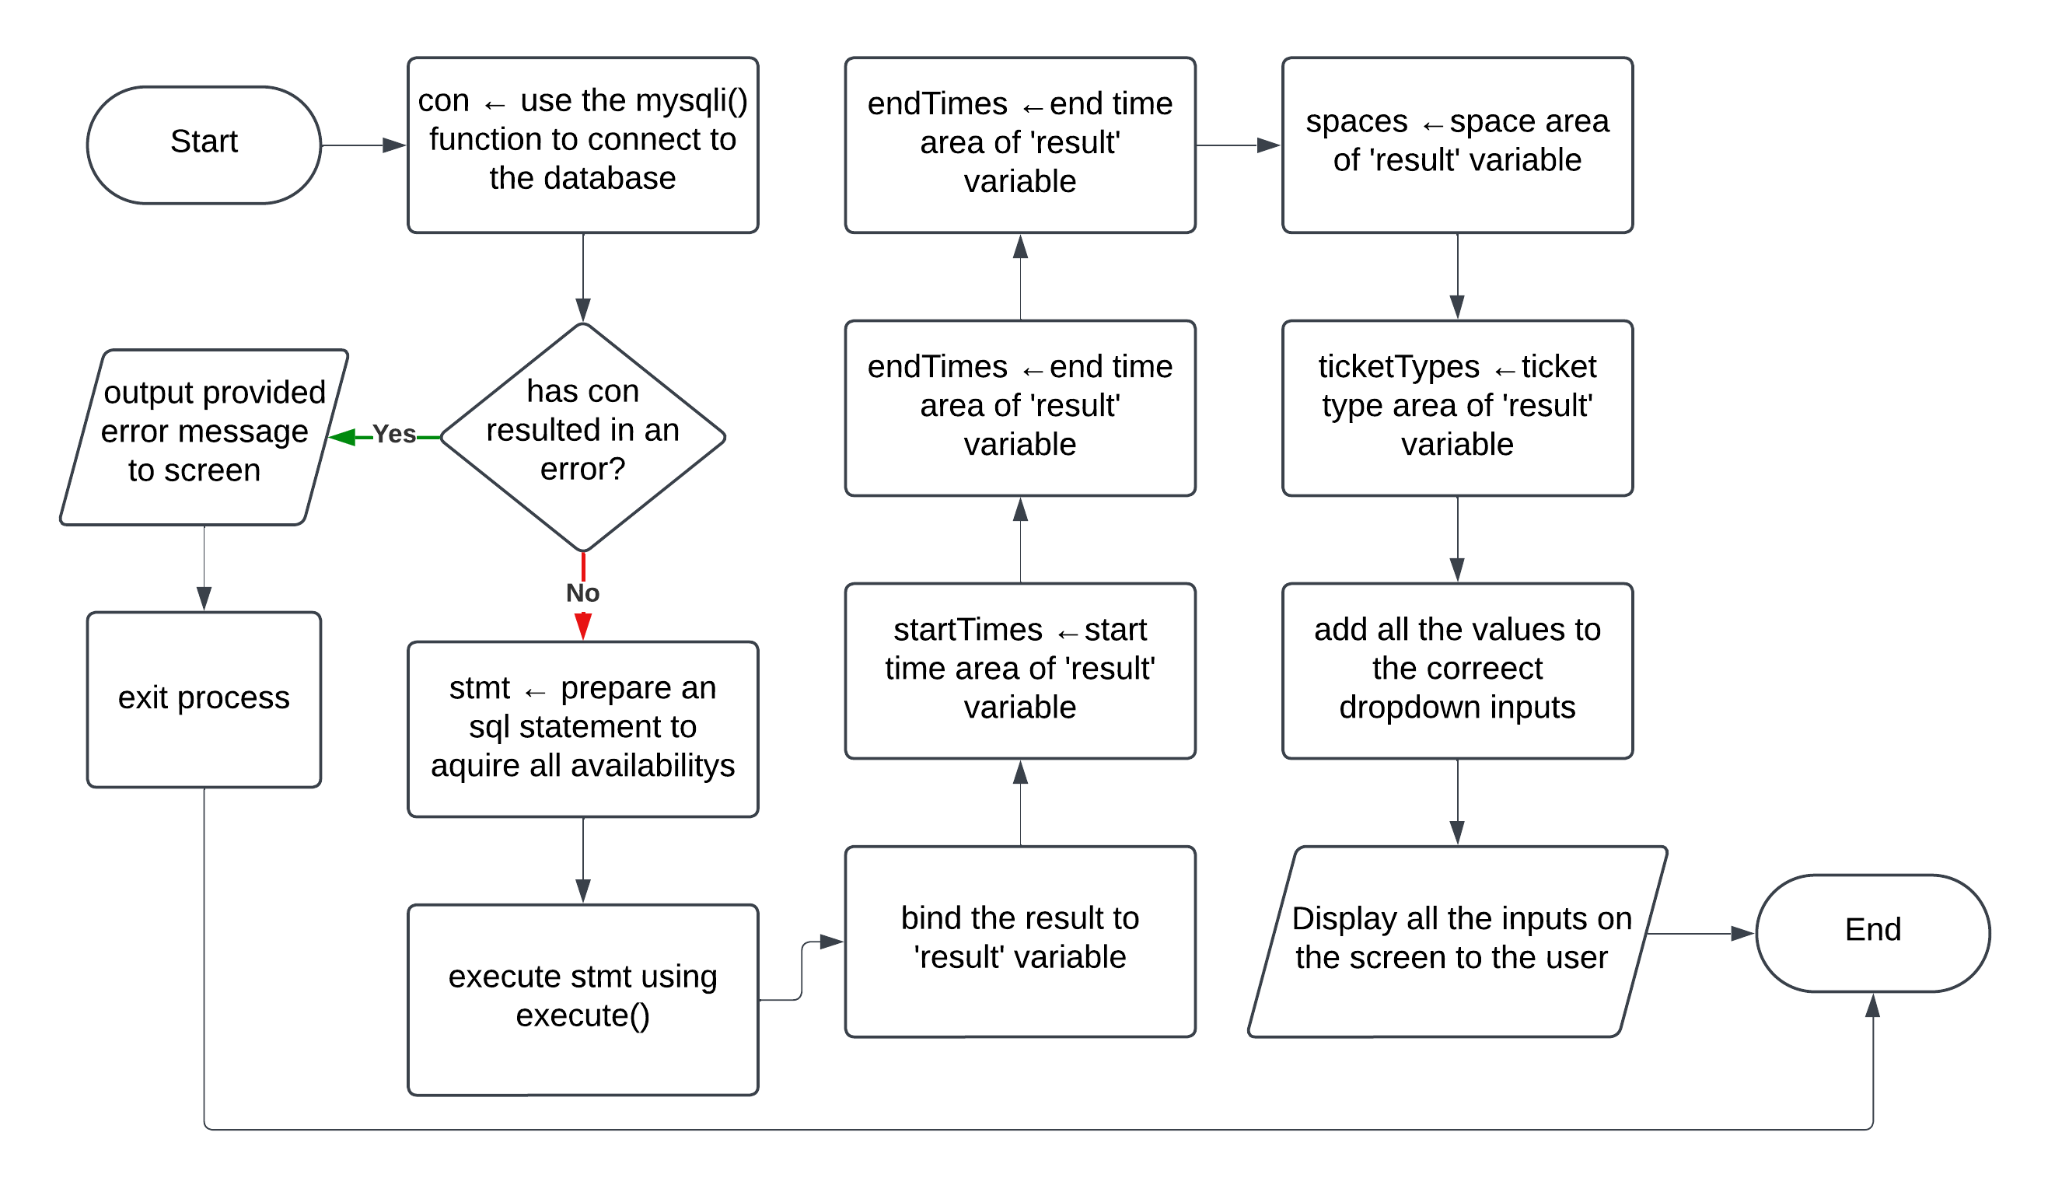 Start
con ← use the mysqli()
function to connect to
the database
has con
resulted in an
error?
Yes
output provided
error message
to screen
exit process
No
stmt ← prepare an
sql statement to
aquire all availabilitys
execute stmt using
execute()
bind the result to
'result' variable
startTimes ←start
time area of 'result'
variable
endTimes ←end time
area of 'result'
variable
endTimes ←end time
area of 'result'
variable
spaces ←space area
of 'result' variable
ticketTypes ←ticket
type area of 'result'
variable
add all the values to
the correect
dropdown inputs
Display all the inputs on
the screen to the user
End